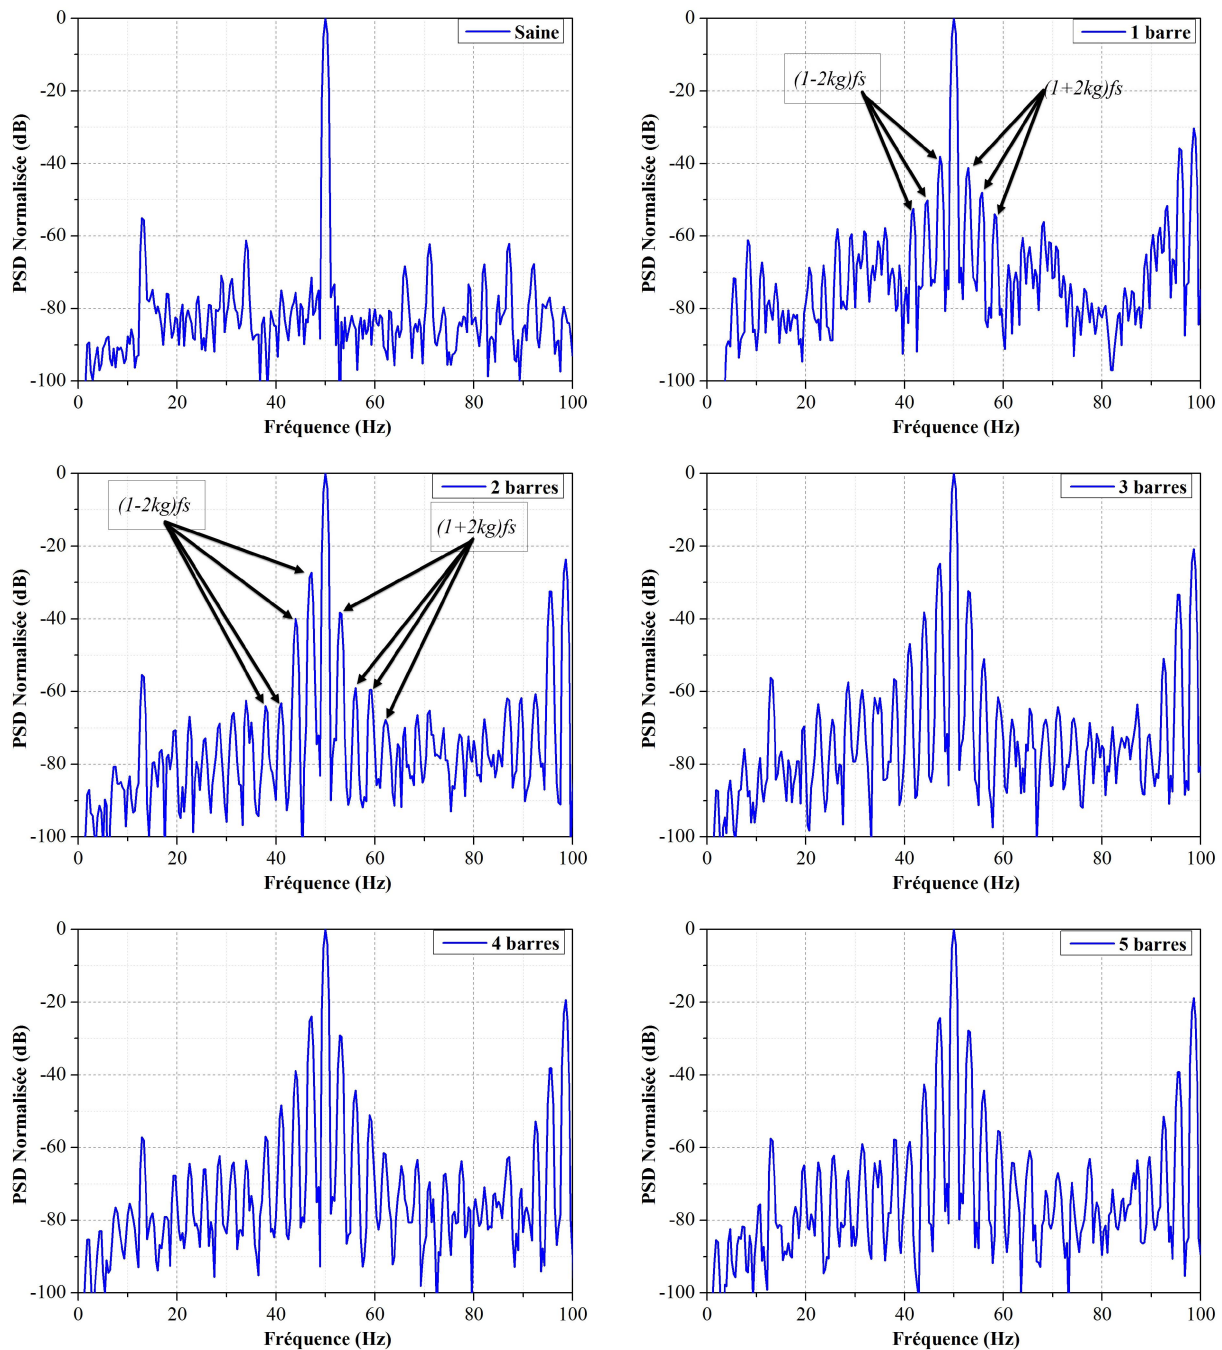 Saine
0
-20
-40
-60
-80
-100
PSD Normalisée (dB)
0 20 40 60 80 100
Fréquence (Hz)
1 barre
(1-2kg)fs
(1+2kg)fs
0
-20
-40
-60
-80
-100
PSD Normalisée (dB)
0 20 40 60 80 100
Fréquence (Hz)
2 barres
(1-2kg)fs
(1+2kg)fs
0
-20
-40
-60
-80
-100
PSD Normalisée (dB)
0 20 40 60 80 100
Fréquence (Hz)
3 barres
0
-20
-40
-60
-80
-100
PSD Normalisée (dB)
0 20 40 60 80 100
Fréquence (Hz)
4 barres
0
-20
-40
-60
-80
-100
PSD Normalisée (dB)
0 20 40 60 80 100
Fréquence (Hz)
5 barres
0
-20
-40
-60
-80
-100
PSD Normalisée (dB)
0 20 40 60 80 100
Fréquence (Hz)